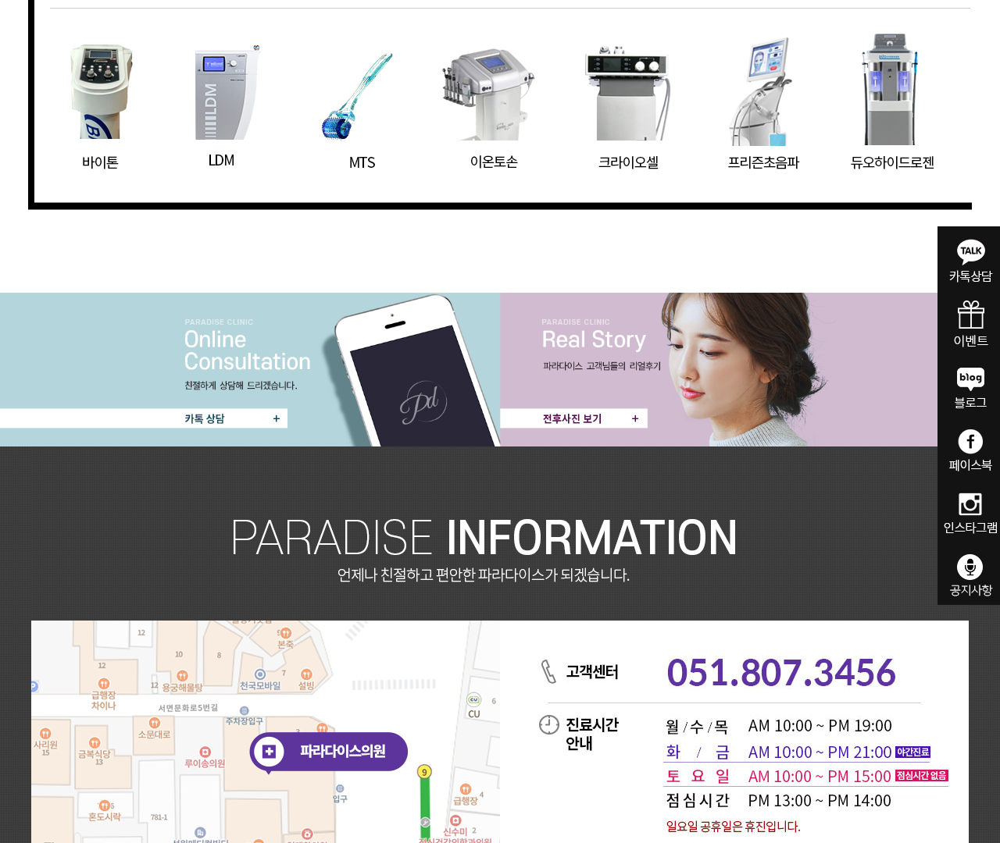 바이톤
LDM
MTS
이온토손
크라이오셀
프리즌초음파
듀오하이드로젠
TALK
카톡상담
이벤트
blog
블로그
페이스북
인스타그램
공지사항
PARADISE CLINIC
Online
Consultation
친절하게 상담해 드리겠습니다.
카톡 상담 +
Pd
PARADISE CLINIC
Real Story
파라다이스 고객님들의 리얼후기
전후사진 보기 +
PARADISE INFORMATION
언제나 친절하고 편안한 파라다이스가 되겠습니다.
12
9
본죽
10
8
12
12
7
급행장
차이나
용궁해물탕
천국모바일
설빙
서면문화로5번길
주차장입구
CU
CU
6
사리원
15
소문대로
금복식당
13
루이송의원
파라다이스의원
9
입구
급행장
4
5
혼도시락
781-1
신수미
2
고객센터
051.807.3456
진료시간
안내
월 / 수 / 목 AM 10:00 ~ PM 19:00
화 / 금 AM 10:00 ~ PM 21:00 야간진료
토 요 일 AM 10:00 ~ PM 15:00 점심시간 없음
점심시간 PM 13:00 ~ PM 14:00
일요일 공휴일은 휴진입니다.